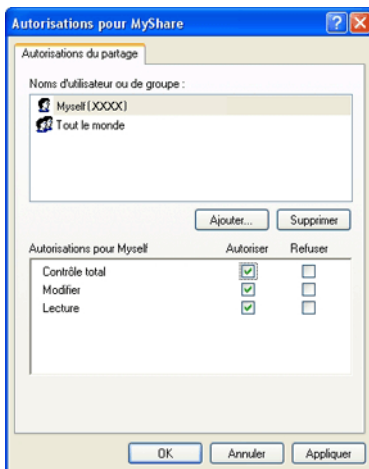 Autorisations pour MyShare
Autorisations du partage
Noms d'utilisateur ou de groupe :
Myself (XXXX)
Tout le monde
Ajouter... Supprimer
Autorisations pour Myself Autoriser Refuser
Contrôle total
Modifier
Lecture
OK Annuler Appliquer